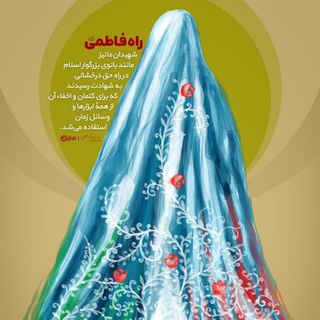 راه فاطمی
شهیدان ما نیز
مانند بانوی بزرگوار اسلام
در راه حق درخشانی
به شهادت رسیدند
که برای کتمان و اخفاء آن
از همهٔ ابزارها و
وسائل زمان
استفاده می‌شد.